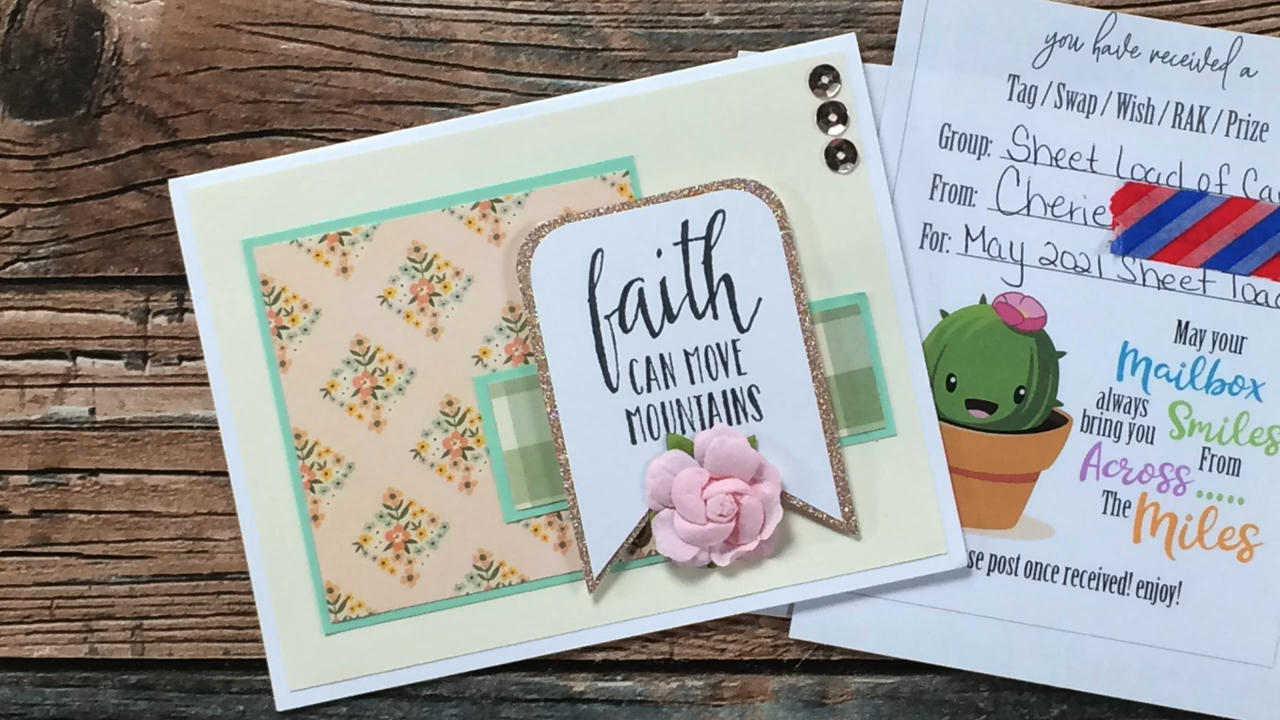 faith
CAN MOVE
MOUNTAINS
you have received a
Tag / Swap / Wish / RAK / Prize
Group: Sheet Load of
From: Cherie
For: May 2021 Sheet
May your
Mailbox
always
bring you Smiles
Across From
The Miles
post once received! enjoy!